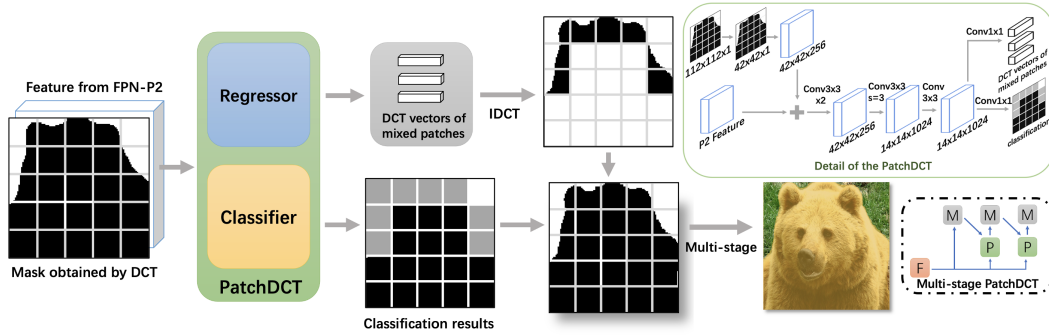 Feature from FPN-P2
Mask obtained by DCT
Regressor
Classifier
PatchDCT
DCT vectors of
mixed patches
IDCT
Classification results
Multi-stage
112x112x1
42x42x1
42x42x256
P2 Feature
Conv3x3
x2
42x42x256
Conv3x3
s=3
14x14x1024
Conv
3x3
14x14x1024
Conv1x1
DCT vectors of
mixed patches
Conv1x1
classification
Detail of the PatchDCT
M
M
M
P
P
F
Multi-stage PatchDCT